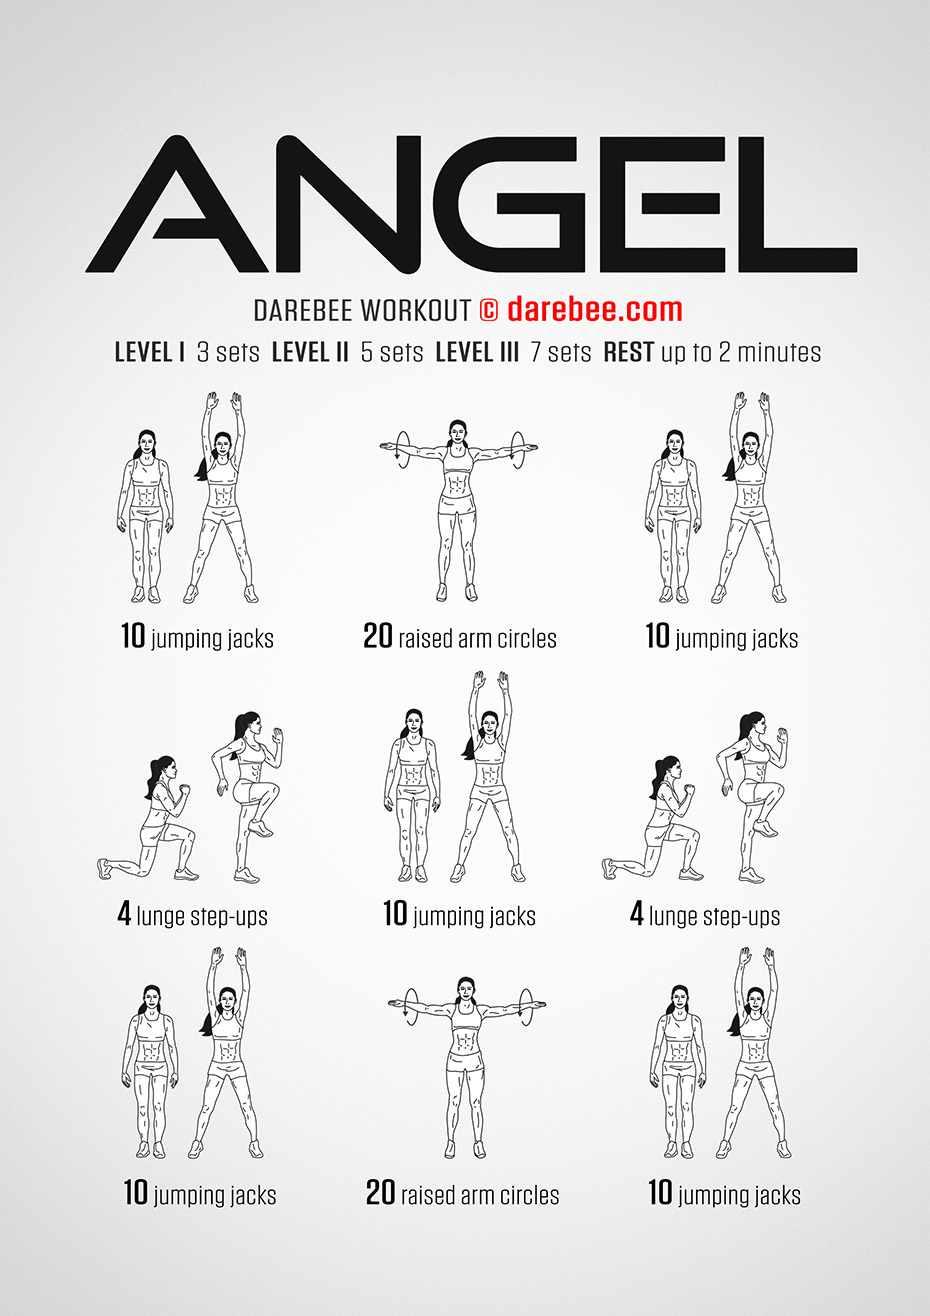 ANGEL
DAREBEE WORKOUT © darebee.com
LEVEL I 3 sets LEVEL II 5 sets LEVEL III 7 sets REST up to 2 minutes
10 jumping jacks
20 raised arm circles
10 jumping jacks
4 lunge step-ups
10 jumping jacks
4 lunge step-ups
10 jumping jacks
20 raised arm circles
10 jumping jacks